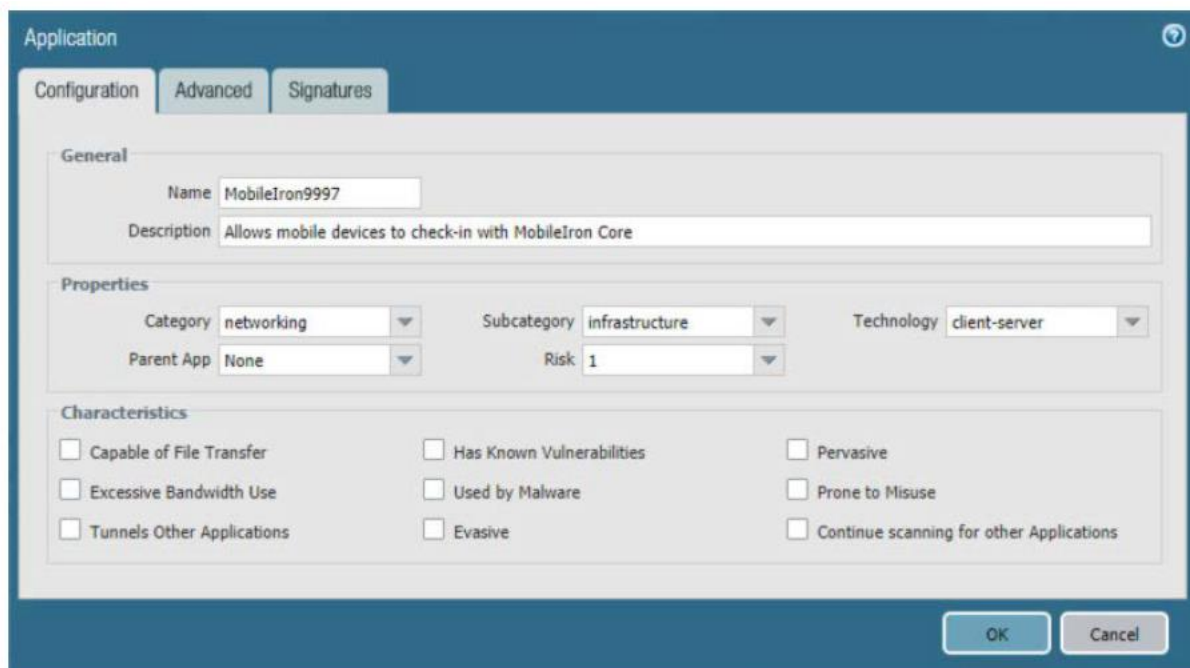 Application
Configuration Advanced Signatures
General
Name MobileIron9997
Description Allows mobile devices to check-in with MobileIron Core
Properties
Category networking Subcategory infrastructure Technology client-server
Parent App None Risk 1
Characteristics
Capable of File Transfer Has Known Vulnerabilities Pervasive
Excessive Bandwidth Use Used by Malware Prone to Misuse
Tunnels Other Applications Evasive Continue scanning for other Applications
OK Cancel